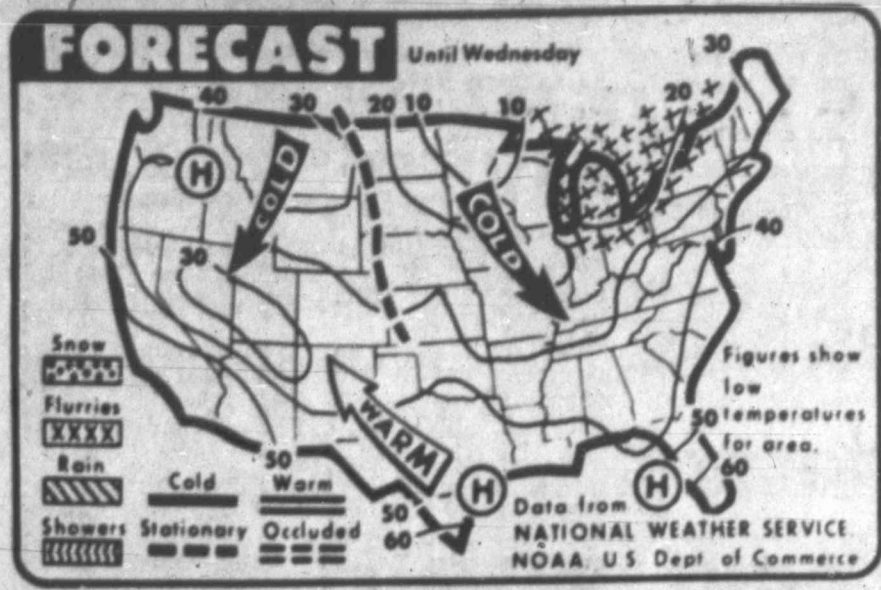 FORECAST
Until Wednesday
30
40 30 20 10 10 20
H
COLD
COLD
50
40
30
Snow
Flurries
XXXX
Rain
Showers
Cold Warm
Stationary Occluded
WARM
50
50
60
H
H
50
60
Figures show
low
temperatures
for area.
Data from
NATIONAL WEATHER SERVICE.
NOAA, U S Dept of Commerce